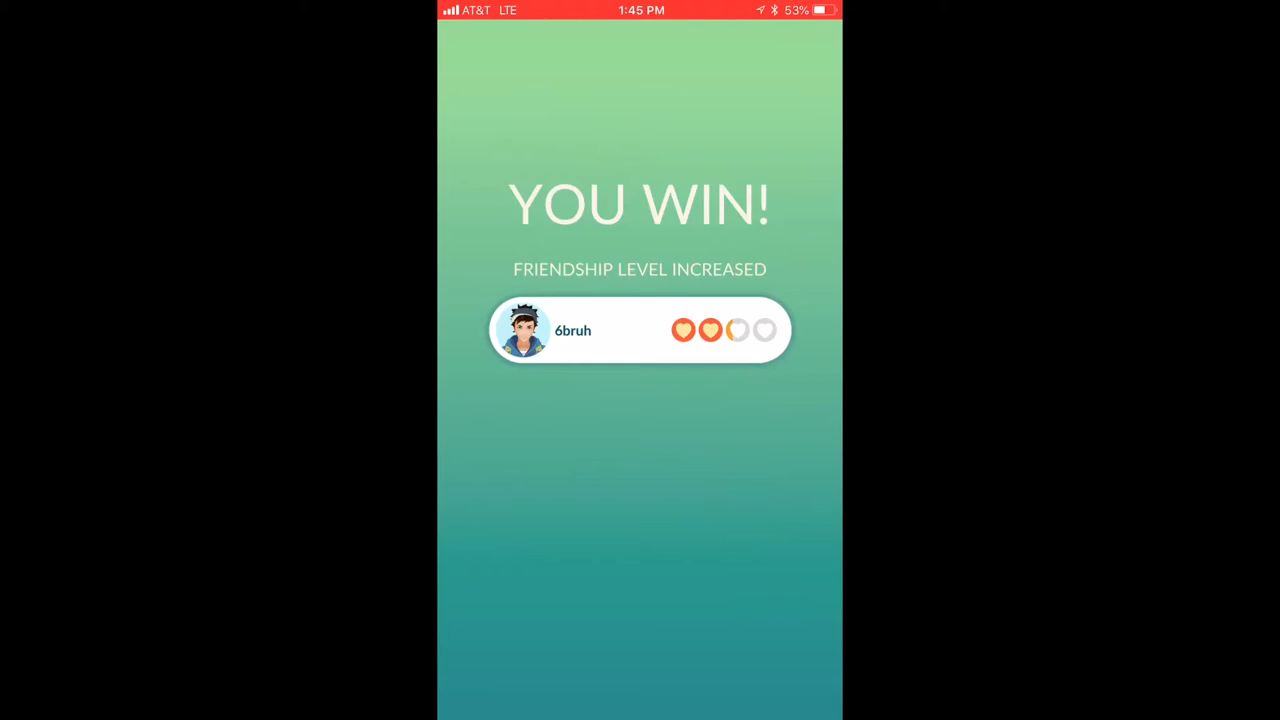 AT&T LTE 1:45 PM 53%
YOU WIN!
FRIENDSHIP LEVEL INCREASED
6bruh